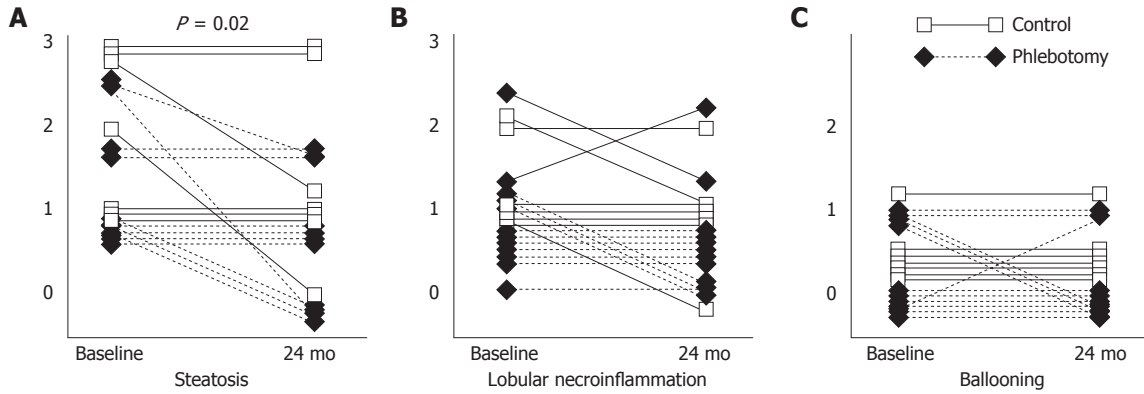 A
P = 0.02
3
2
1
0
Baseline
24 mo
Steatosis
B
3
2
1
0
Baseline
24 mo
Lobular necroinflammation
C
Control
Phlebotomy
3
2
1
0
Baseline
24 mo
Ballooning